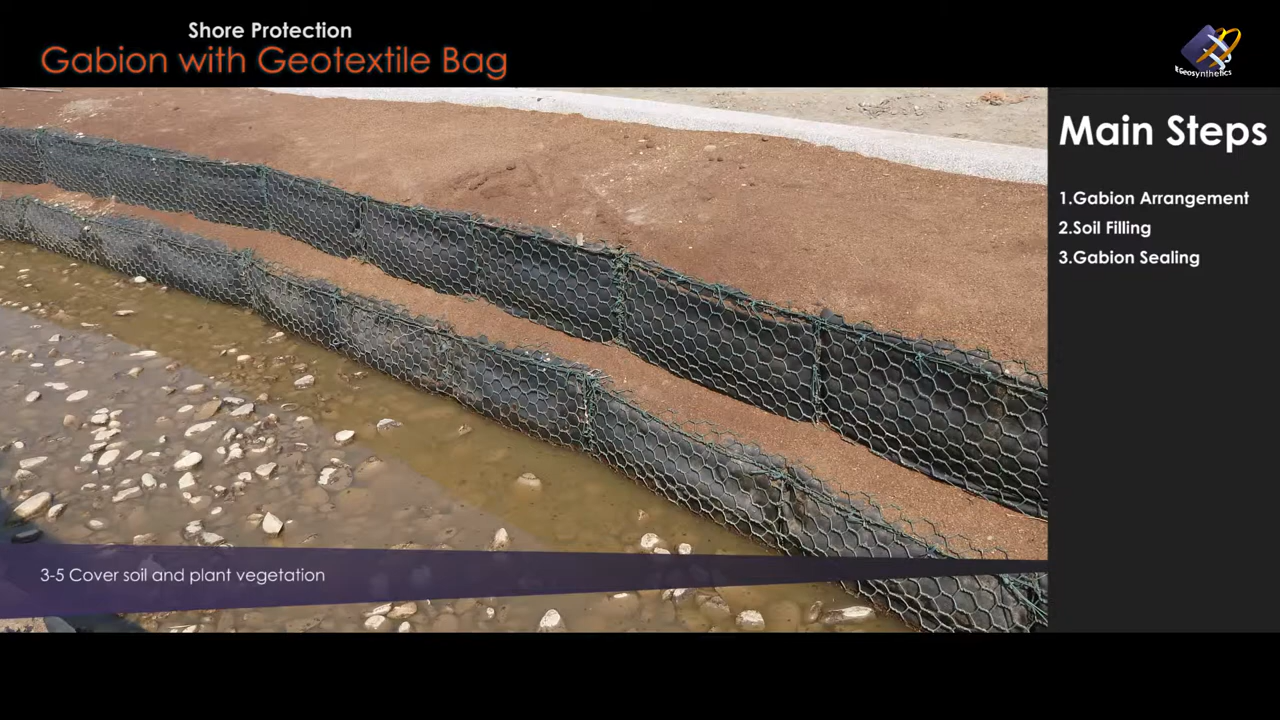 Shore Protection
Gabion with Geotextile Bag
Geosynthetics
Main Steps
1.Gabion Arrangement
2.Soil Filling
3.Gabion Sealing
3-5 Cover soil and plant vegetation